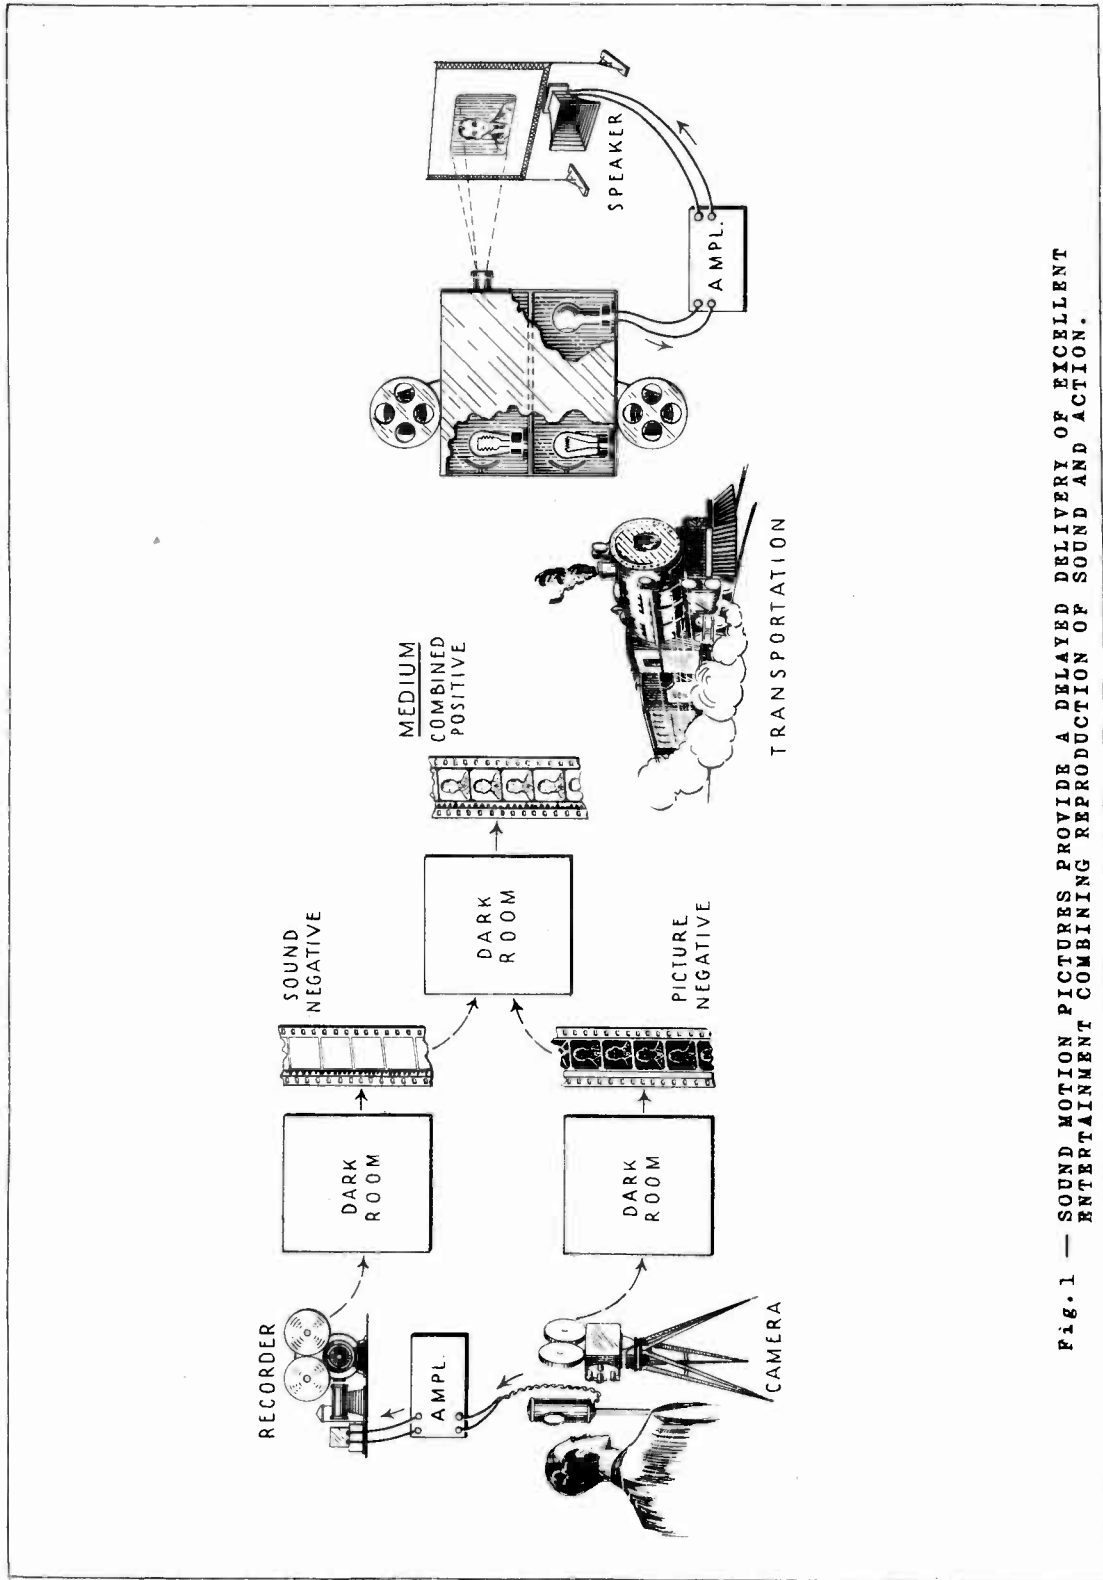 RECORDER
AMPL.
CAMERA
DARK
ROOM
DARK
ROOM
SOUND
NEGATIVE
PICTURE
NEGATIVE
DARK
ROOM
MEDIUM
COMBINED
POSITIVE
TRANSPORTATION
AMPL.
SPEAKER
Fig.1 — SOUND MOTION PICTURES PROVIDE A DELAYED DELIVERY OF EXCELLENT
ENTERTAINMENT COMBINING REPRODUCTION OF SOUND AND ACTION.